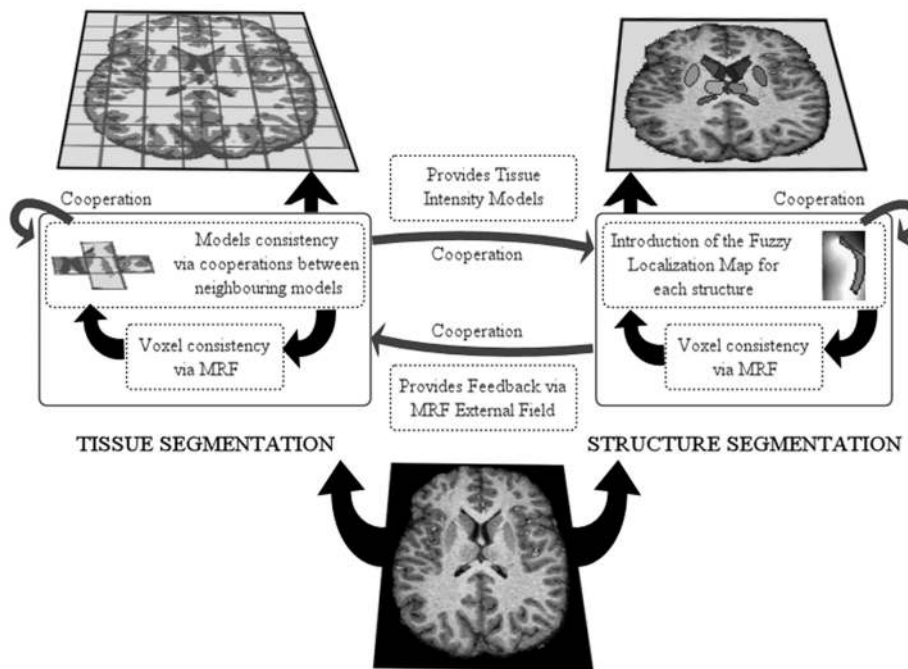 Provides Tissue
Intensity Models
Cooperation
Cooperation
Models consistency
via cooperations between
neighbouring models
Cooperation
Introduction of the Fuzzy
Localization Map for
each structure
Voxel consistency
via MRF
Cooperation
Voxel consistency
via MRF
Provides Feedback via
MRF External Field
TISSUE SEGMENTATION
STRUCTURE SEGMENTATION